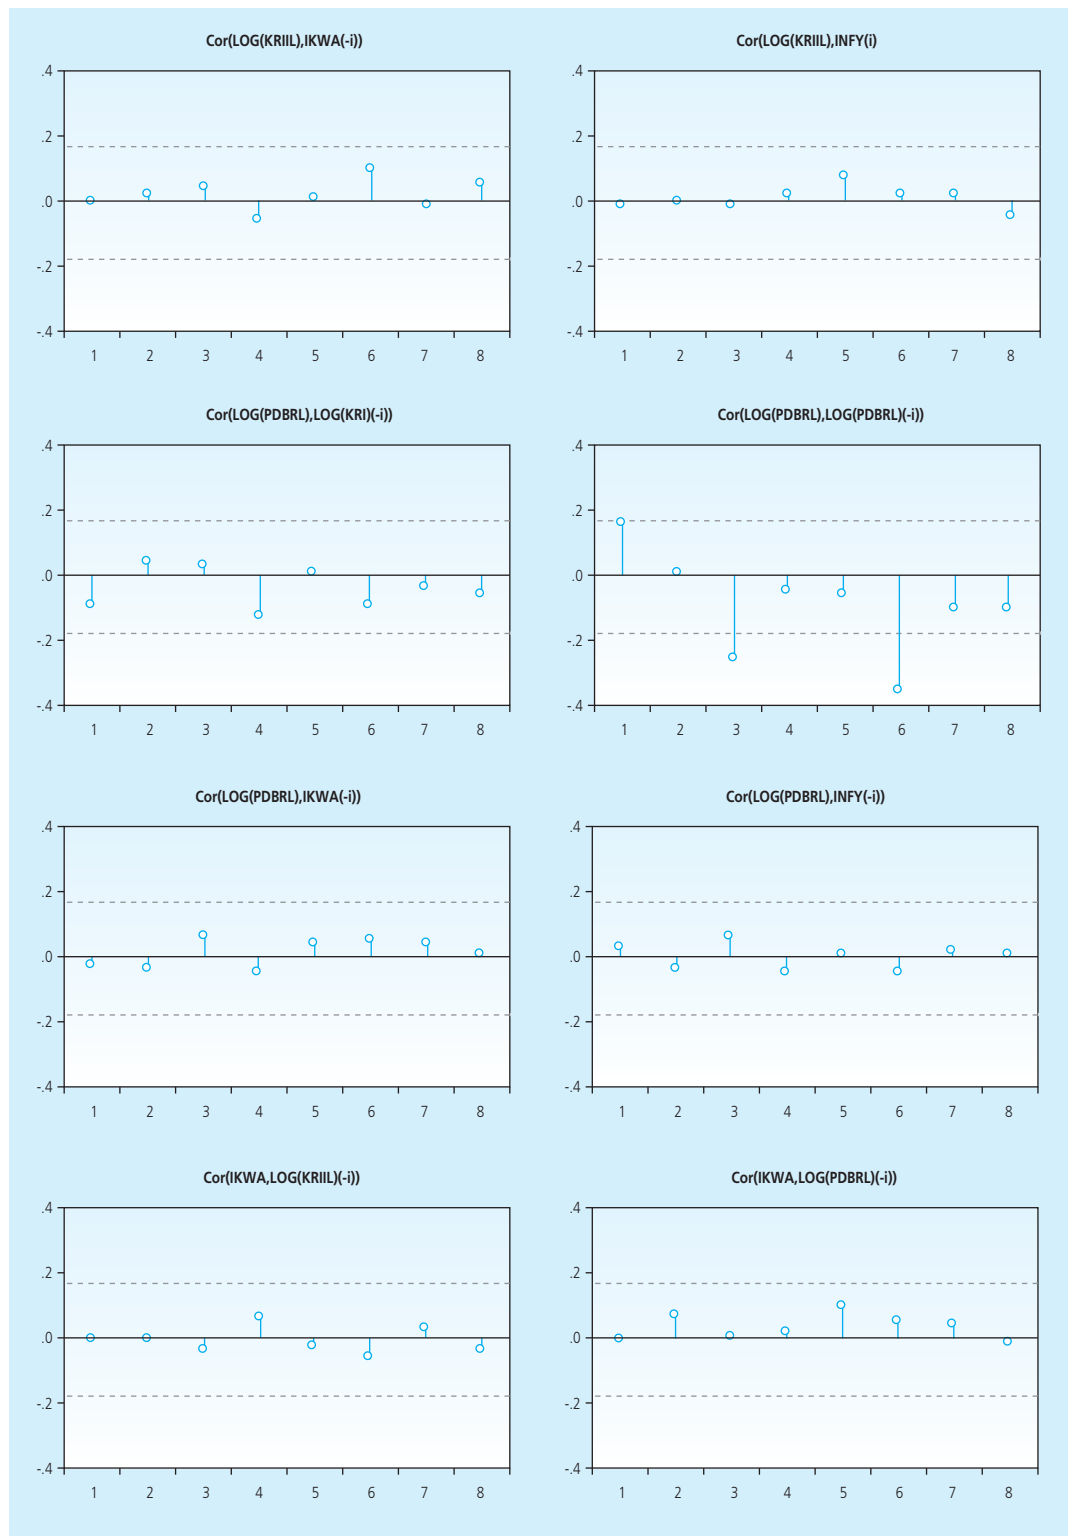 Cor(LOG(KRIIL),IKWA(-i))
.4
.2
.0
-.2
-.4
1 2 3 4 5 6 7 8
Cor(LOG(KRIIL),INFY(i)
.4
.2
.0
-.2
-.4
1 2 3 4 5 6 7 8
Cor(LOG(PDBRL),LOG(KRI)(-i))
.4
.2
.0
-.2
-.4
1 2 3 4 5 6 7 8
Cor(LOG(PDBRL),LOG(PDBRL)(-i))
.4
.2
.0
-.2
-.4
1 2 3 4 5 6 7 8
Cor(LOG(PDBRL),IKWA(-i))
.4
.2
.0
-.2
-.4
1 2 3 4 5 6 7 8
Cor(LOG(PDBRL),INFY(-i))
.4
.2
.0
-.2
-.4
1 2 3 4 5 6 7 8
Cor(IKWA,LOG(KRIIL)(-i))
.4
.2
.0
-.2
-.4
1 2 3 4 5 6 7 8
Cor(IKWA,LOG(PDBRL)(-i))
.4
.2
.0
-.2
-.4
1 2 3 4 5 6 7 8